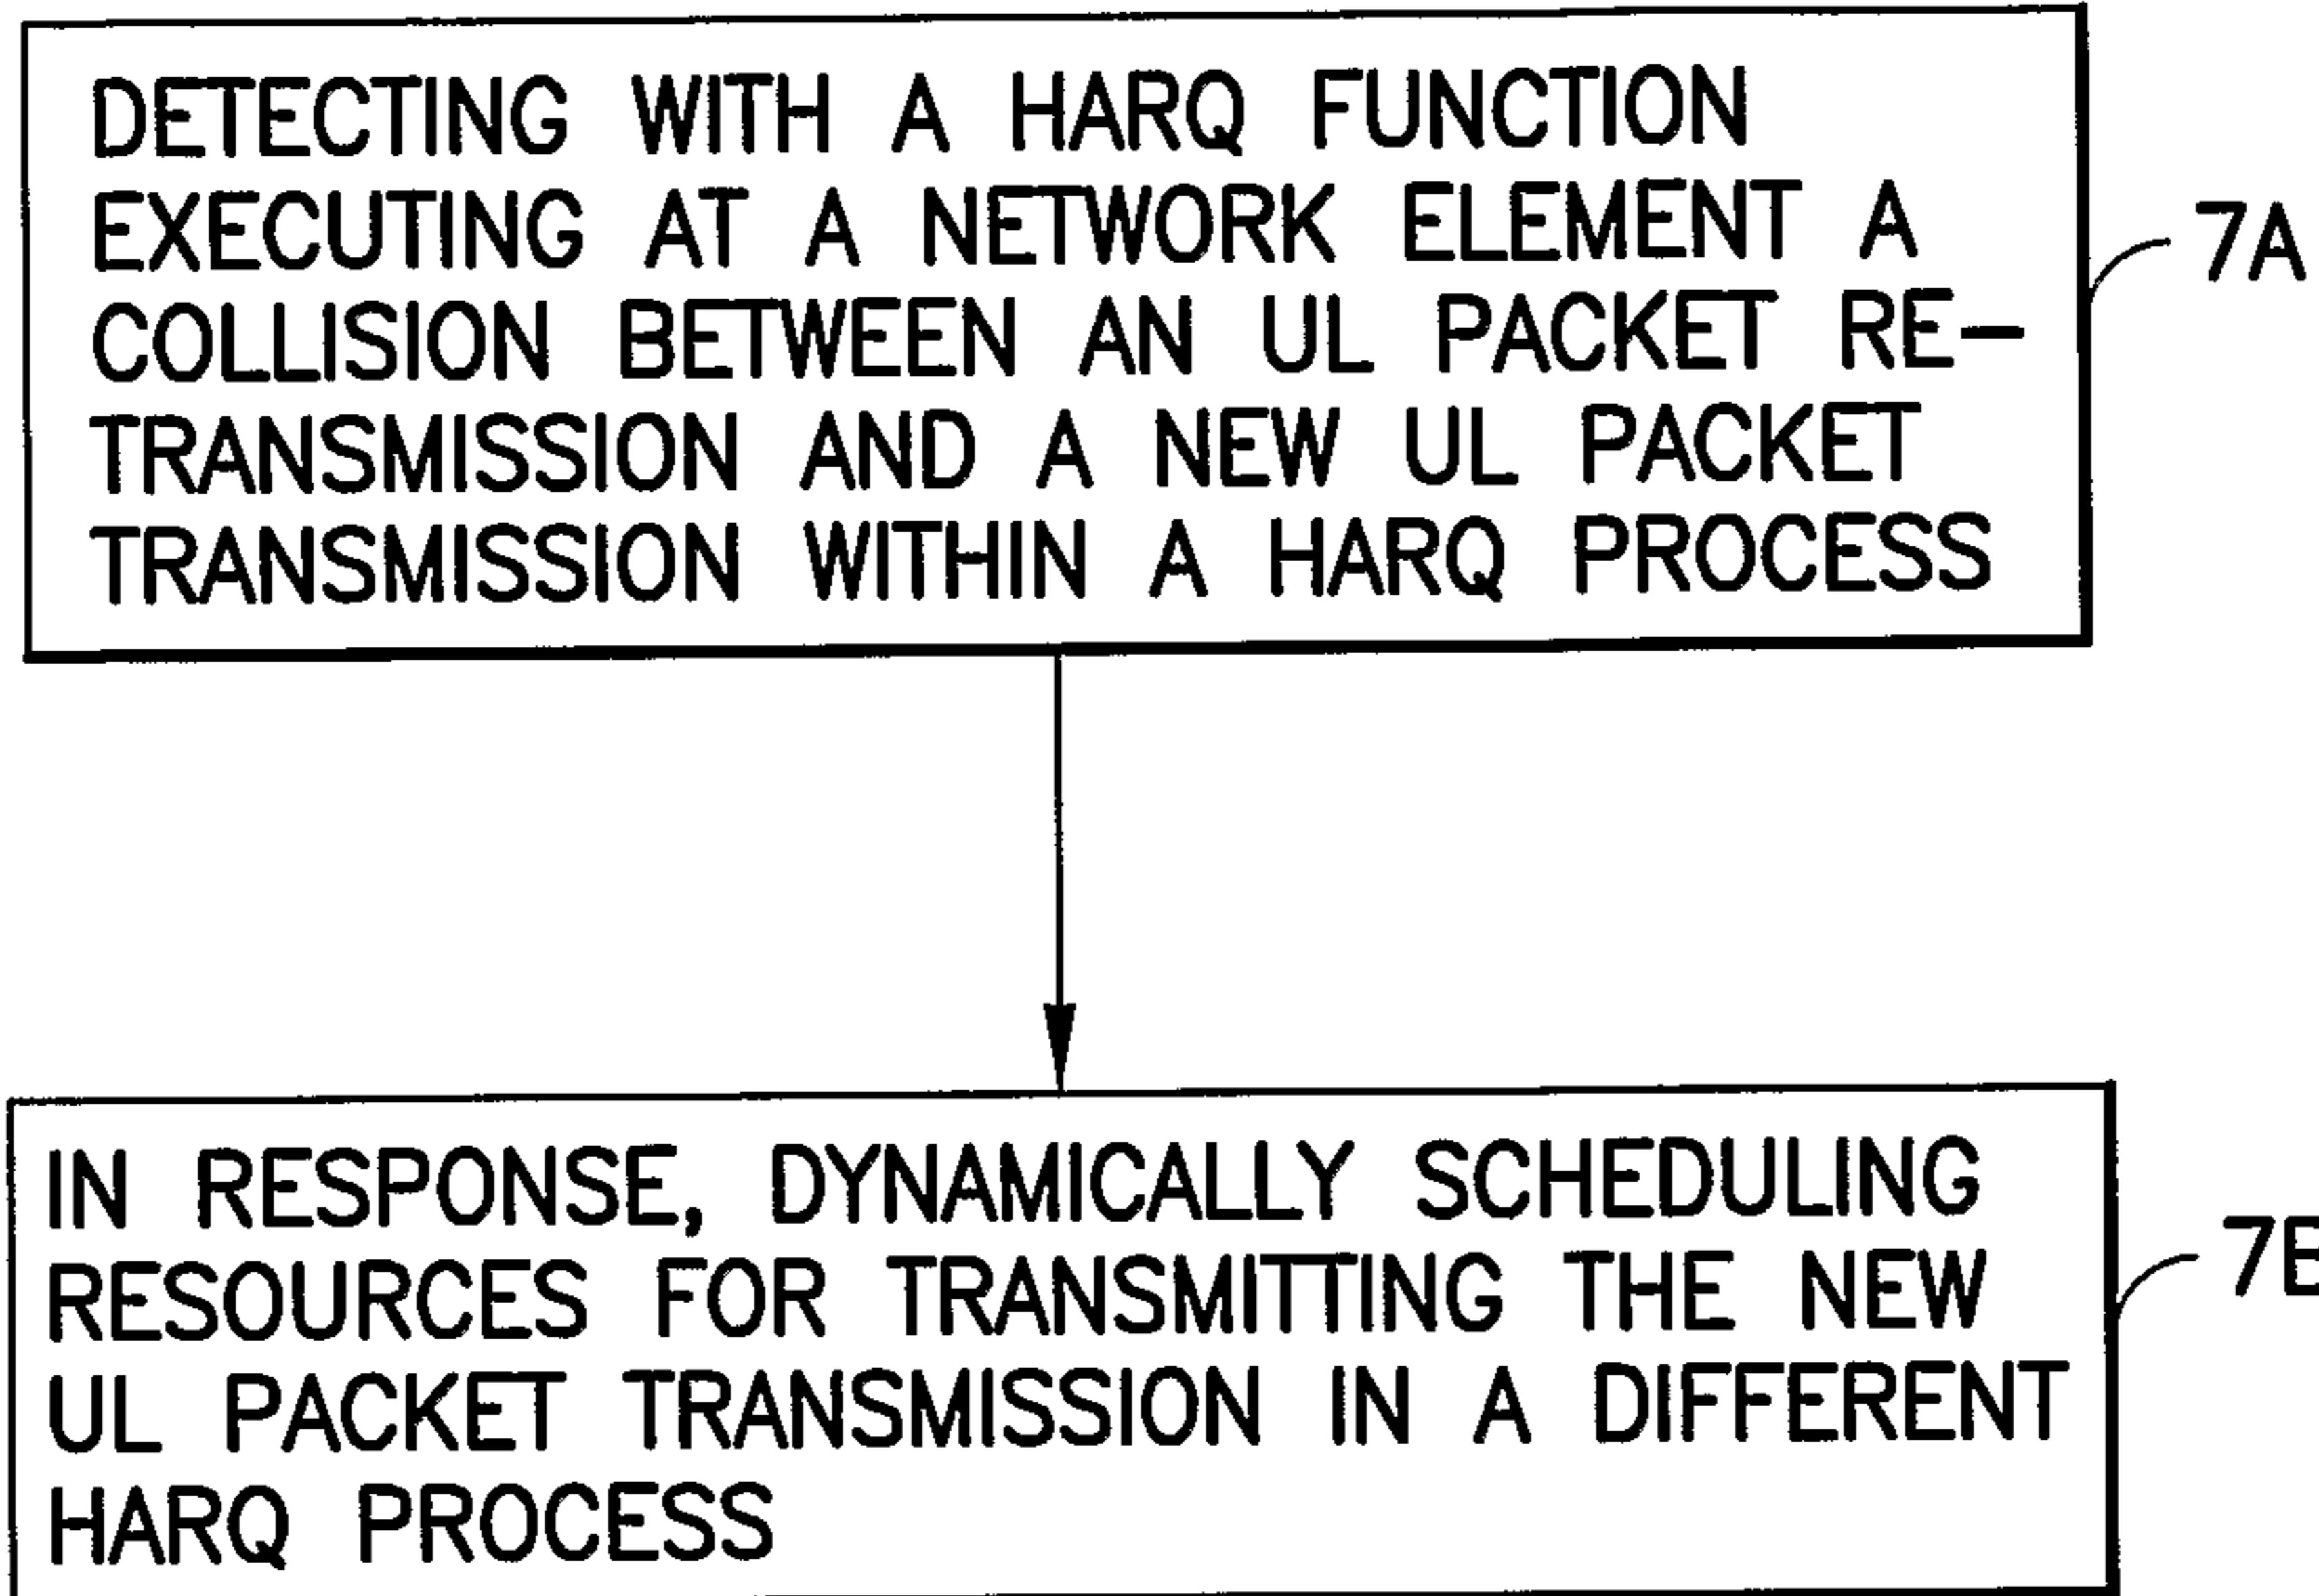 DETECTING WITH A HARQ FUNCTION
EXECUTING AT A NETWORK ELEMENT A
COLLISION BETWEEN AN UL PACKET RE-
TRANSMISSION AND A NEW UL PACKET
TRANSMISSION WITHIN A HARQ PROCESS
7A
IN RESPONSE, DYNAMICALLY SCHEDULING
RESOURCES FOR TRANSMITTING THE NEW
UL PACKET TRANSMISSION IN A DIFFERENT
HARQ PROCESS